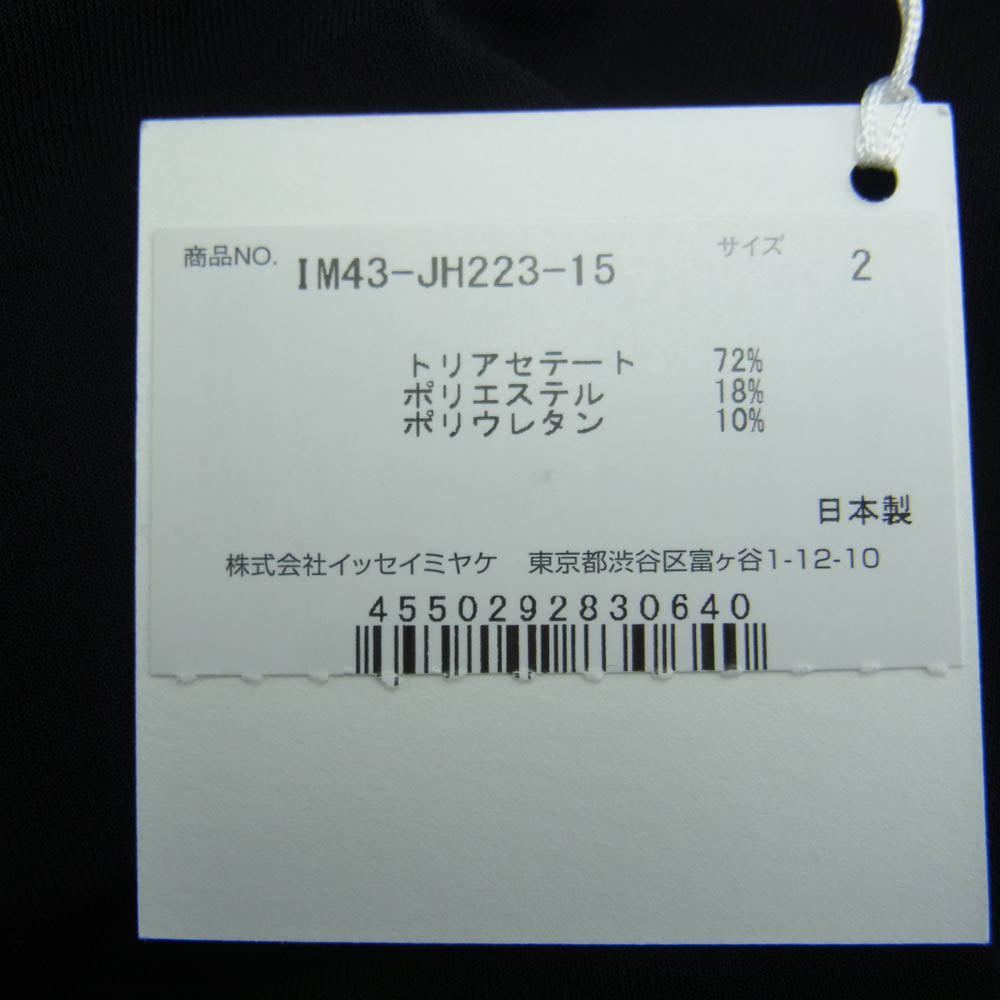 商品NO. IM43-JH223-15 サイズ 2
トリアセテート 72%
ポリエステル 18%
ポリウレタン 10%
日本製
株式会社イッセイミヤケ 東京都渋谷区富ヶ谷1-12-10
4550292830640